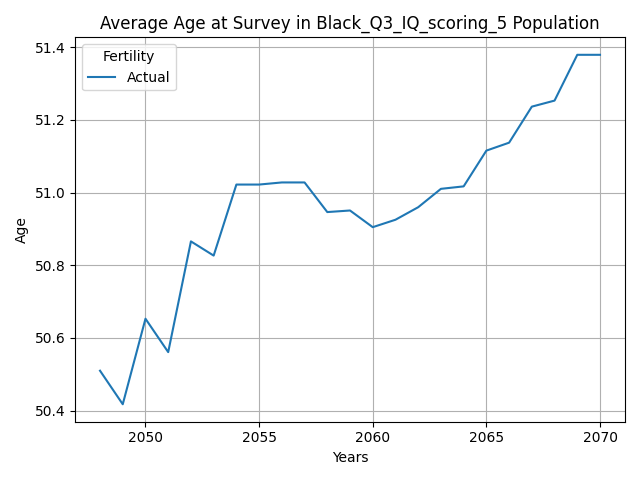 Average Age at Survey in Black_Q3_IQ_scoring_5 Population
Fertility
Actual
51.4
51.2
51.0
50.8
50.6
50.4
Age
2050 2055 2060 2065 2070
Years